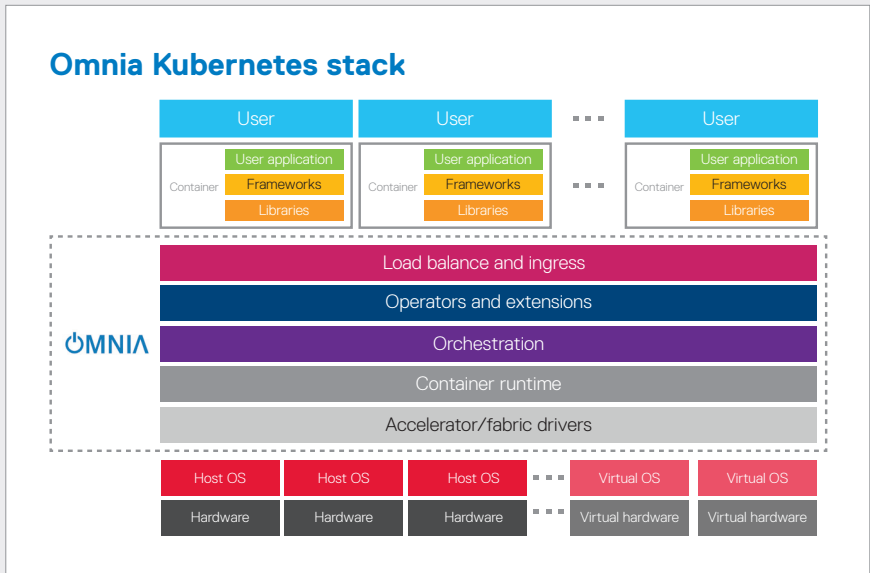 Omnia Kubernetes stack
User User User
User application User application User application
Container Frameworks Container Frameworks Container Frameworks
Libraries Libraries Libraries
Load balance and ingress
Operators and extensions
OMNIA
Orchestration
Container runtime
Accelerator/fabric drivers
Host OS Host OS Host OS Virtual OS Virtual OS
Hardware Hardware Hardware Virtual hardware Virtual hardware